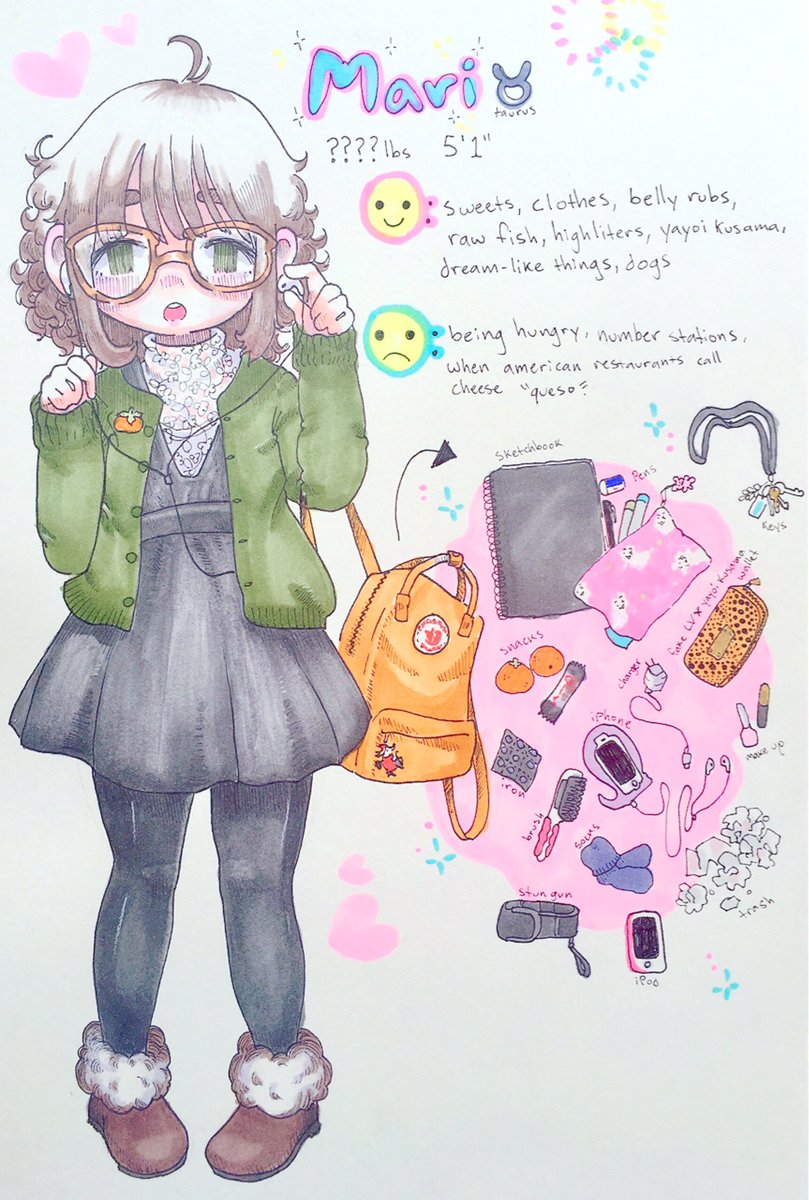 Mari
taurus
???? lbs 5'1"
: sweets, clothes, belly rubs,
raw fish, highliters, yayoi kusama,
dream-like things, dogs
: being hungry, number stations,
when american restaurants call
cheese "queso"
sketchbook
pens
keys
fake LV x yayoi kusama
wallet
snacks
charger
iphone
make up
iron
brush
socks
trash
stun gun
iPod